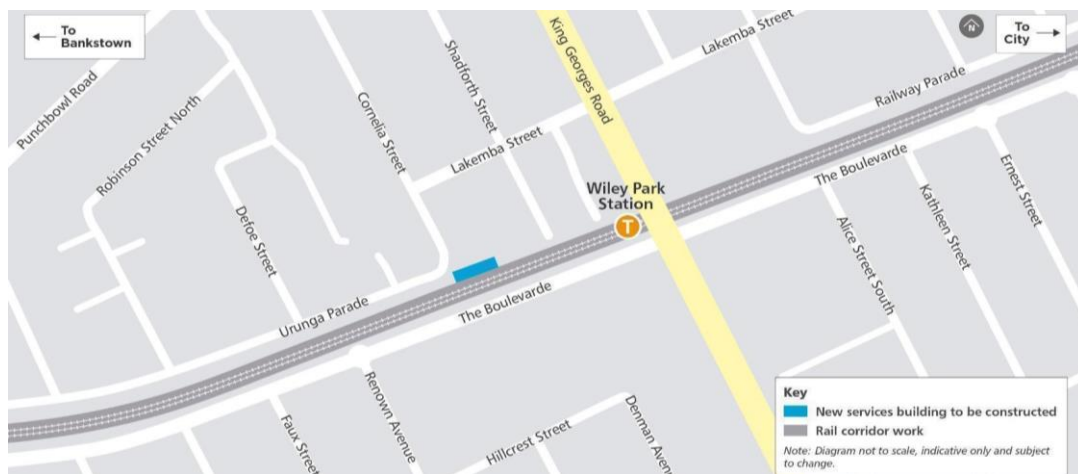 To
Bankstown
Punchbowl Road
Robinson Street North
Defoe Street
Cornelia Street
Shadforth Street
Lakemba Street
King Georges Road
Lakemba Street
N
To
City
Railway Parade
Wiley Park
Station
T
The Boulevarde
Ernest Street
Kathleen Street
Alice Street South
Urunga Parade
The Boulevarde
Renown Avenue
Faux Street
Hillcrest Street
Denman Avenue
Key
New services building to be constructed
Rail corridor work
Note: Diagram not to scale, indicative only and subject
to change.